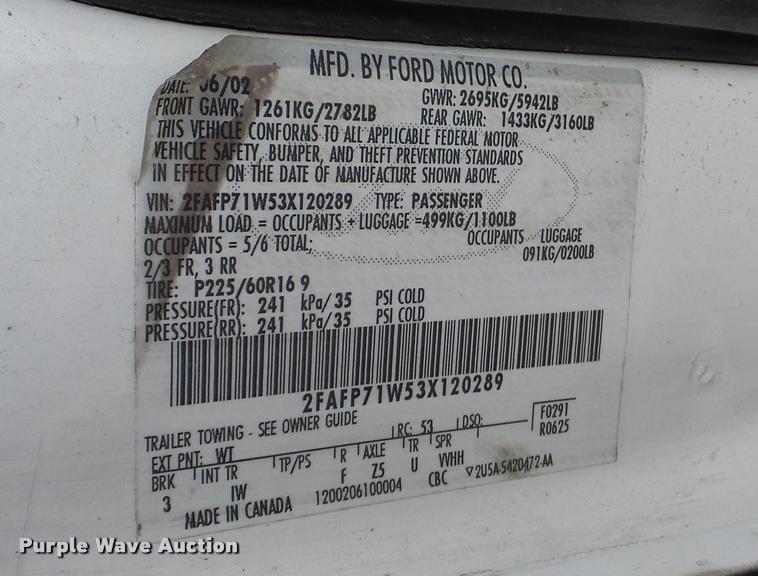 MFD. BY FORD MOTOR CO.
DATE: 06/02
GVWR: 2695KG/5942LB
FRONT GAWR: 1261KG/2782LB
REAR GAWR: 1433KG/3160LB
THIS VEHICLE CONFORMS TO ALL APPLICABLE FEDERAL MOTOR
VEHICLE SAFETY, BUMPER, AND THEFT PREVENTION STANDARDS
IN EFFECT ON THE DATE OF MANUFACTURE SHOWN ABOVE.
VIN: 2FAFP71W53X120289 TYPE: PASSENGER
MAXIMUM LOAD = OCCUPANTS + LUGGAGE =499KG/1100LB
OCCUPANTS = 5/6 TOTAL; OCCUPANTS LUGGAGE
2/3 FR, 3 RR 091KG/0200LB
TIRE: P225/60R16 9
PRESSURE(FR): 241 kPa/35 PSI COLD
PRESSURE(RR): 241 kPa/35 PSI COLD
2FAFP71W53X120289
TRAILER TOWING - SEE OWNER GUIDE
EXT PNT: WT RC: 53 DSO: F0291
R0625
BRK INT TR TP/PS R AXLE TR SPR
3 IW F Z5 U VVHH
MADE IN CANADA 1200206100004 CBC ▽2U5A-5420472-AA
Purple Wave Auction